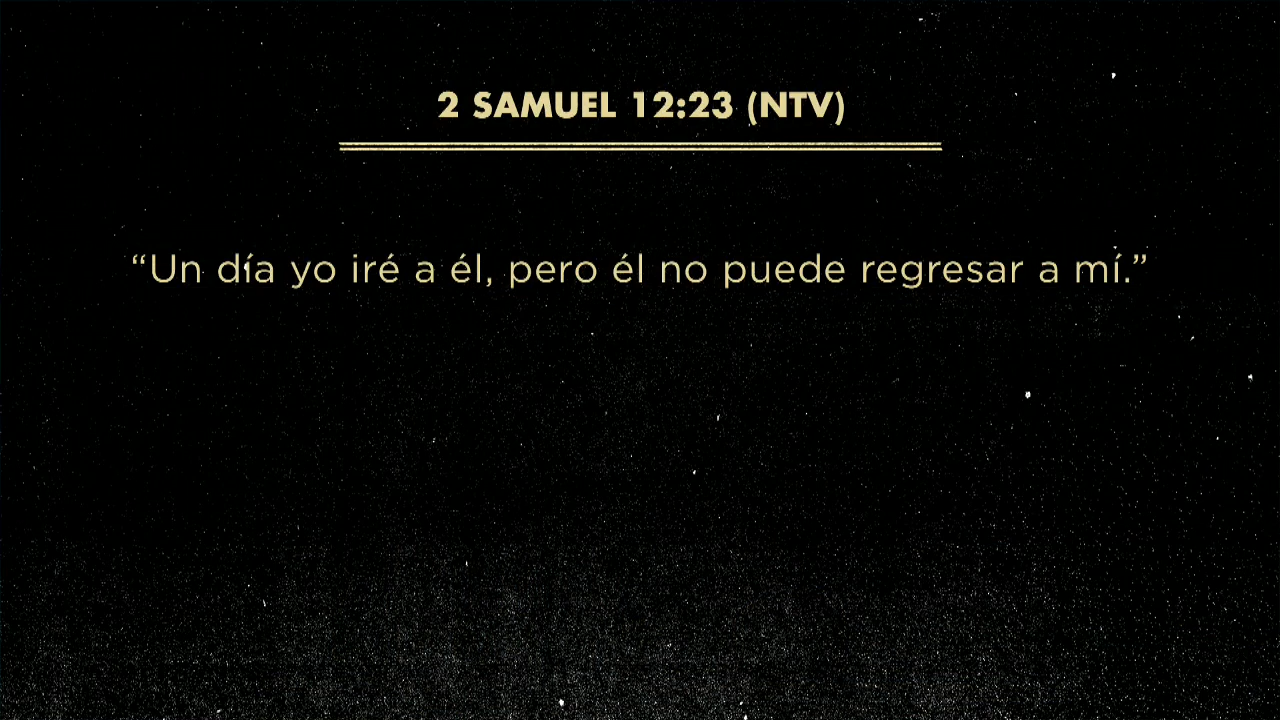 2 SAMUEL 12:23 (NTV)
“Un día yo iré a él, pero él no puede regresar a mí.”